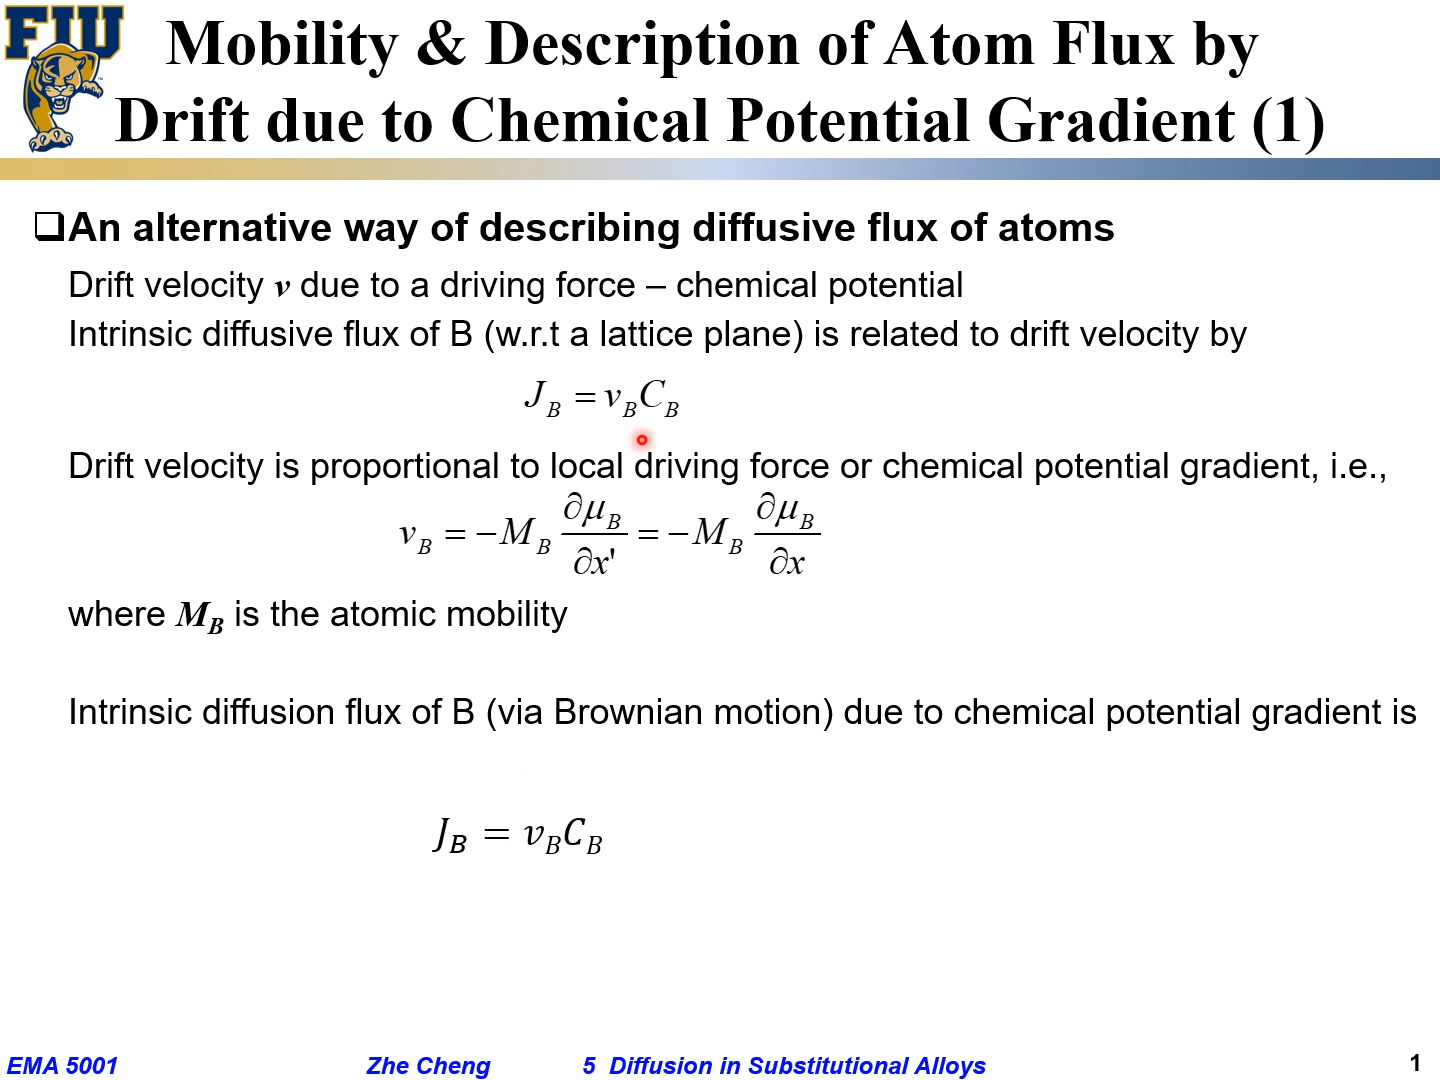 FIU
Mobility & Description of Atom Flux by
Drift due to Chemical Potential Gradient (1)
❑An alternative way of describing diffusive flux of atoms
Drift velocity v due to a driving force – chemical potential
Intrinsic diffusive flux of B (w.r.t a lattice plane) is related to drift velocity by
J_B = v_B C_B
Drift velocity is proportional to local driving force or chemical potential gradient, i.e.,
v_B = −M_B ∂μ_B/∂x' = −M_B ∂μ_B/∂x
where M_B is the atomic mobility
Intrinsic diffusion flux of B (via Brownian motion) due to chemical potential gradient is
J_B = v_B C_B
EMA 5001 Zhe Cheng 5 Diffusion in Substitutional Alloys 1